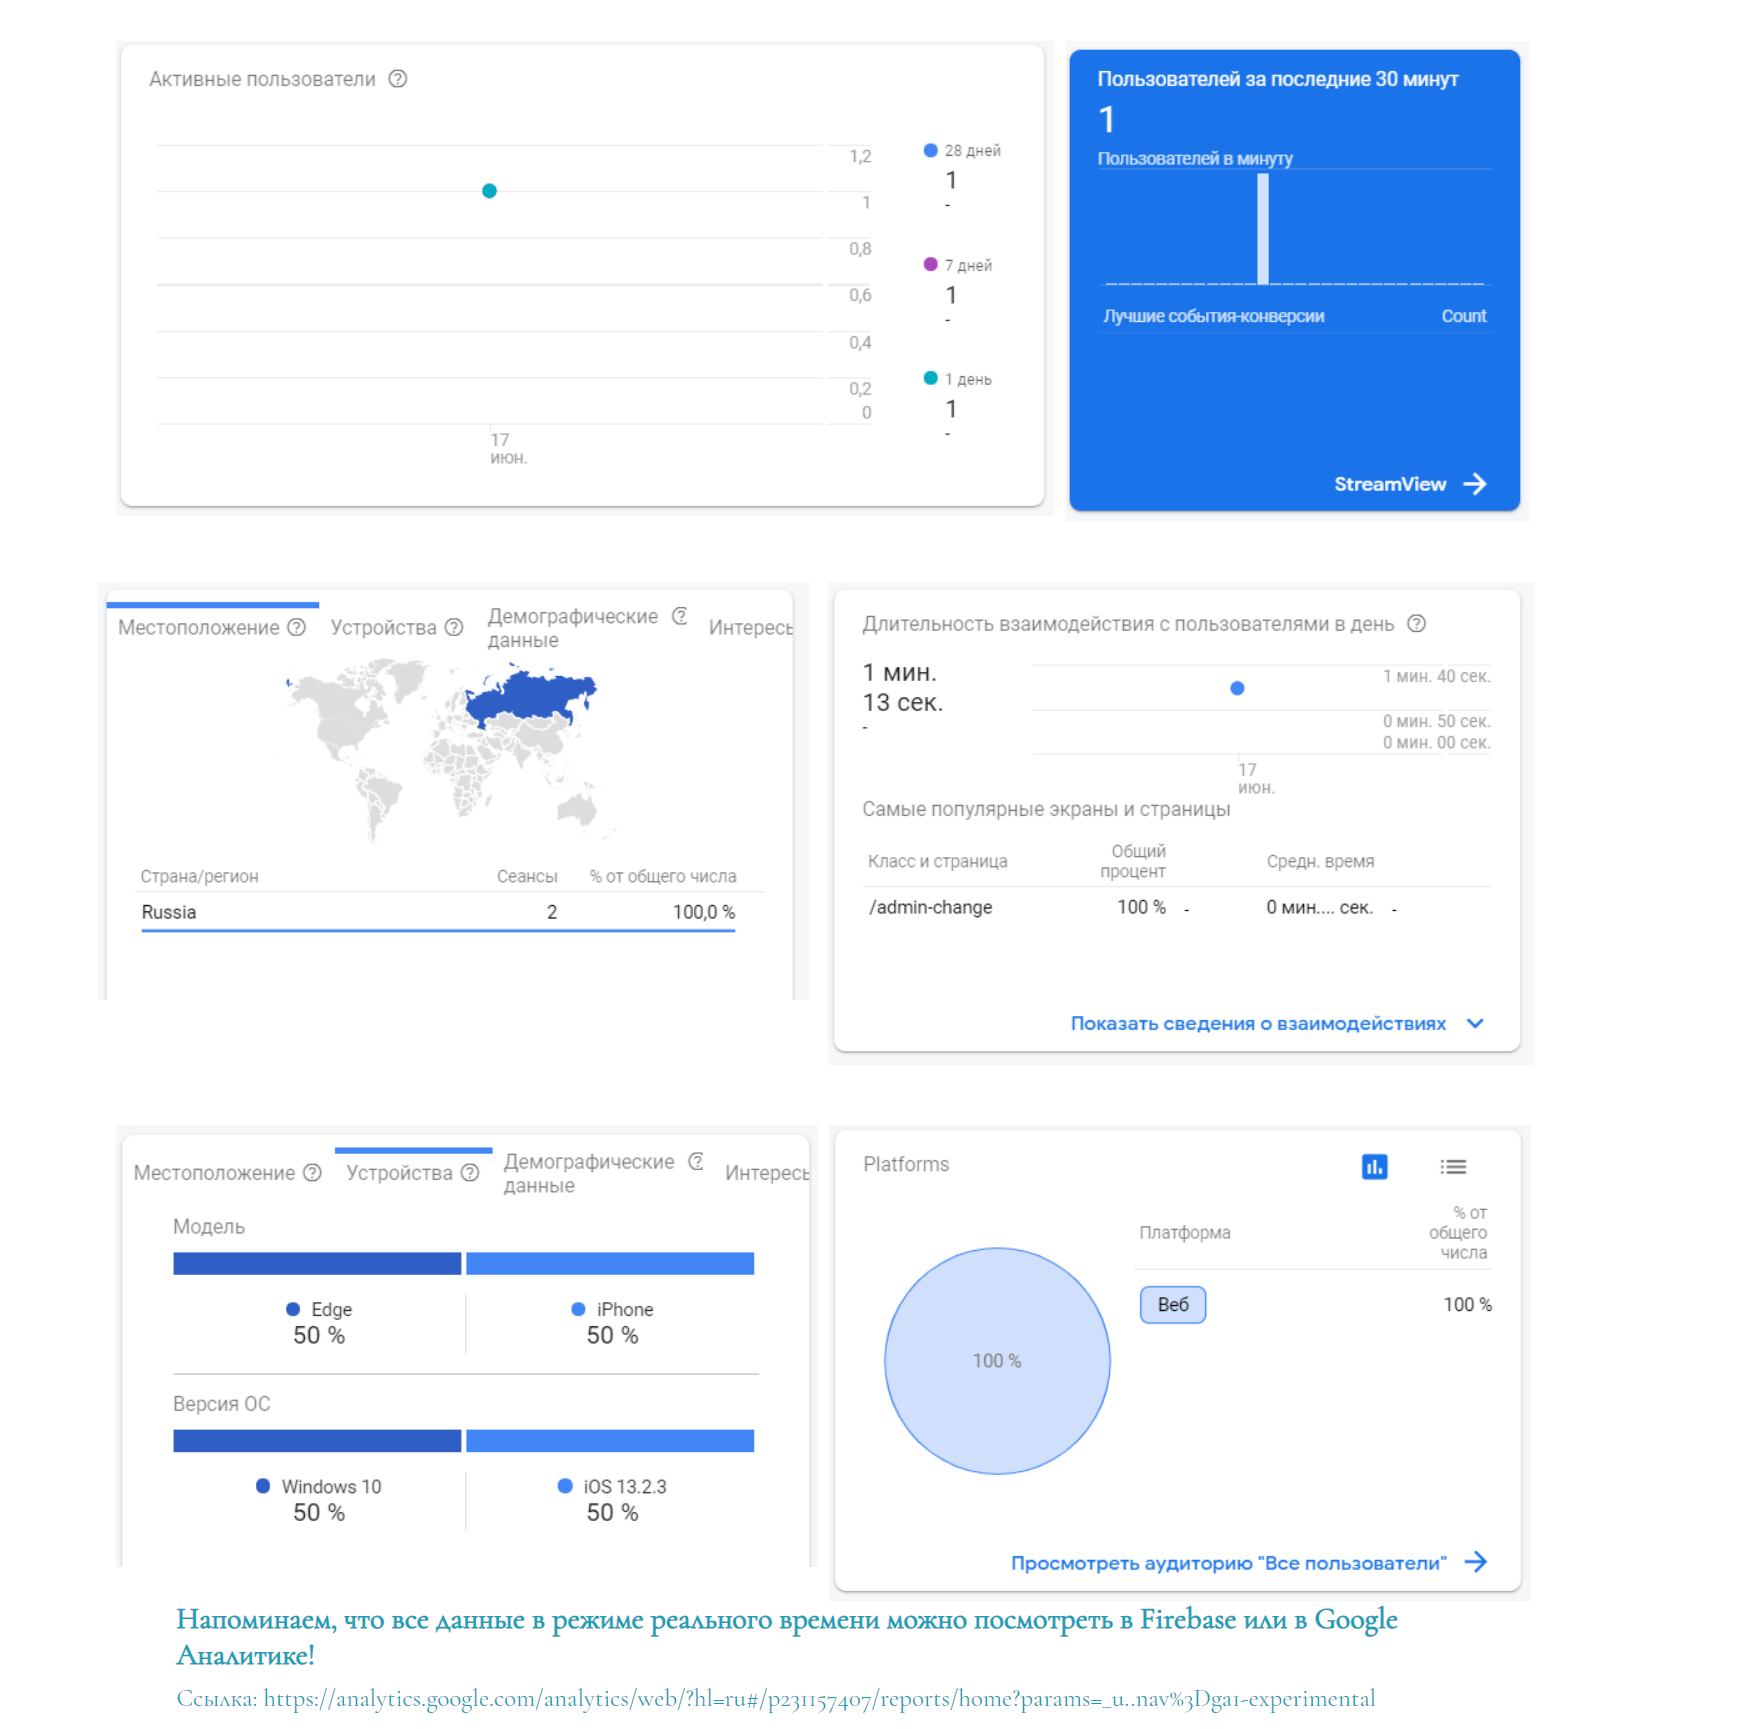 Активные пользователи
1,2
1
0,8
0,6
0,4
0,2
0
17
июн.
28 дней
1
-
7 дней
1
-
1 день
1
-
Пользователей за последние 30 минут
1
Пользователей в минуту
Лучшие события-конверсии Count
StreamView
Местоположение Устройства Демографические данные Интересы
Страна/регион Сеансы % от общего числа
Russia 2 100,0 %
Длительность взаимодействия с пользователями в день
1 мин.
13 сек.
-
1 мин. 40 сек.
0 мин. 50 сек.
0 мин. 00 сек.
17
июн.
Самые популярные экраны и страницы
Класс и страница Общий процент Средн. время
/admin-change 100 % - 0 мин.... сек. -
Показать сведения о взаимодействиях
Местоположение Устройства Демографические данные Интересы
Модель
Edge iPhone
50 % 50 %
Версия ОС
Windows 10 iOS 13.2.3
50 % 50 %
Platforms
Платформа % от общего числа
Веб 100 %
100 %
Просмотреть аудиторию "Все пользователи"
Напоминаем, что все данные в режиме реального времени можно посмотреть в Firebase или в Google
Аналитике!
Ссылка: https://analytics.google.com/analytics/web/?hl=ru#/p231157407/reports/home?params=_u..nav%3Dga1-experimental